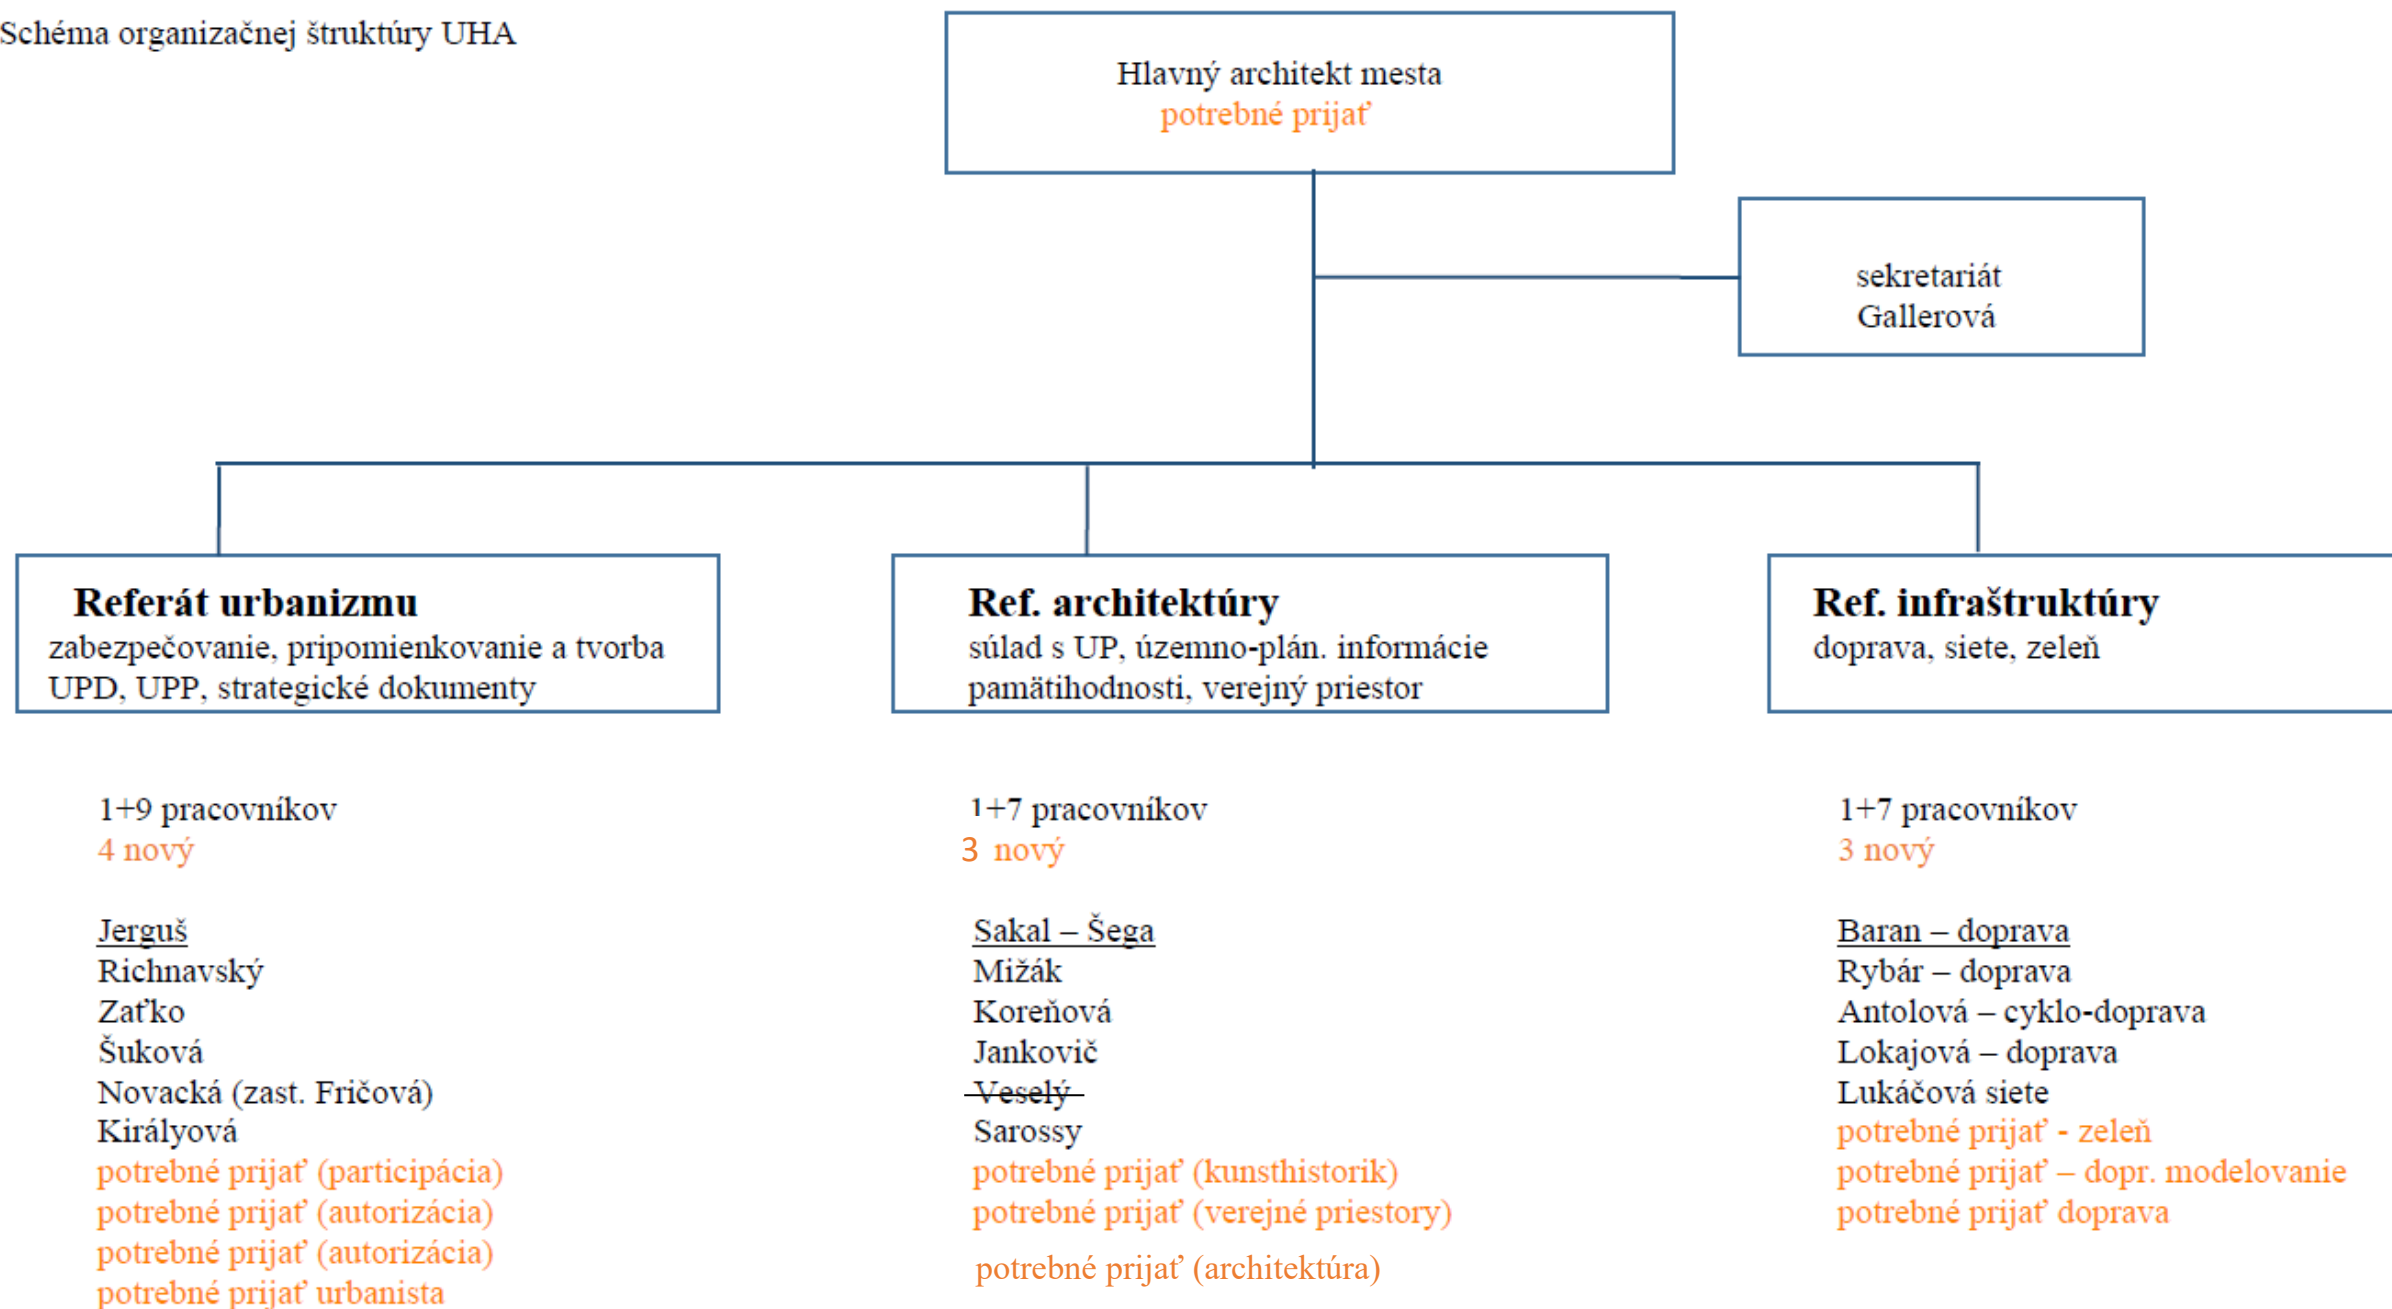 Schéma organizačnej štruktúry UHA
Hlavný architekt mesta
potrebné prijať
sekretariát
Gallerová
Referát urbanizmu
zabezpečovanie, pripomienkovanie a tvorba
UPD, UPP, strategické dokumenty
1+9 pracovníkov
4 nový
Jerguš
Richnavský
Zaťko
Šuková
Novacká (zast. Fričová)
Királyová
potrebné prijať (participácia)
potrebné prijať (autorizácia)
potrebné prijať (autorizácia)
potrebné prijať urbanista
Ref. architektúry
súlad s UP, územno-plán. informácie
pamätihodnosti, verejný priestor
1+7 pracovníkov
3 nový
Sakal – Šega
Mižák
Koreňová
Jankovič
Veselý
Sarossy
potrebné prijať (kunsthistorik)
potrebné prijať (verejné priestory)
potrebné prijať (architektúra)
Ref. infraštruktúry
doprava, siete, zeleň
1+7 pracovníkov
3 nový
Baran – doprava
Rybár – doprava
Antolová – cyklo-doprava
Lokajová – doprava
Lukáčová siete
potrebné prijať - zeleň
potrebné prijať – dopr. modelovanie
potrebné prijať doprava